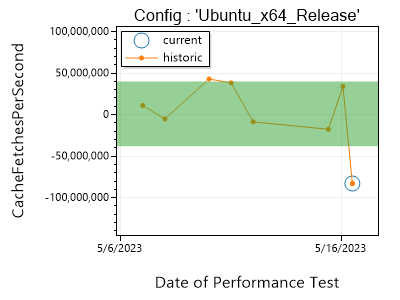 Config : 'Ubuntu_x64_Release'
100,000,000
50,000,000
0
-50,000,000
-100,000,000
CacheFetchesPerSecond
current
historic
5/6/2023
5/16/2023
Date of Performance Test